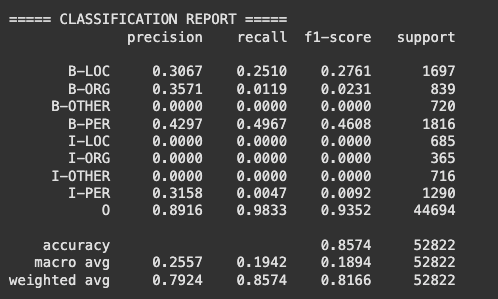 ===== CLASSIFICATION REPORT =====
precision recall f1-score support
B-LOC 0.3067 0.2510 0.2761 1697
B-ORG 0.3571 0.0119 0.0231 839
B-OTHER 0.0000 0.0000 0.0000 720
B-PER 0.4297 0.4967 0.4608 1816
I-LOC 0.0000 0.0000 0.0000 685
I-ORG 0.0000 0.0000 0.0000 365
I-OTHER 0.0000 0.0000 0.0000 716
I-PER 0.3158 0.0047 0.0092 1290
O 0.8916 0.9833 0.9352 44694
accuracy 0.8574 52822
macro avg 0.2557 0.1942 0.1894 52822
weighted avg 0.7924 0.8574 0.8166 52822